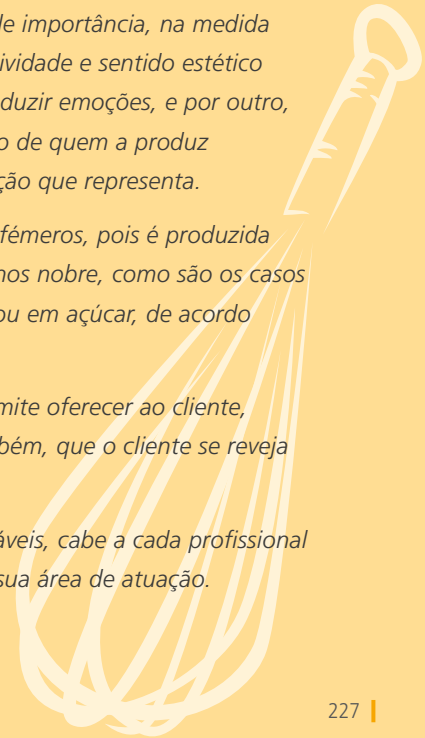 de importância, na medida
tividade e sentido estético
duzir emoções, e por outro,
o de quem a produz
ção que representa.
fémeros, pois é produzida
nos nobre, como são os casos
ou em açúcar, de acordo
mite oferecer ao cliente,
bém, que o cliente se reveja
áveis, cabe a cada profissional
sua área de atuação.
227